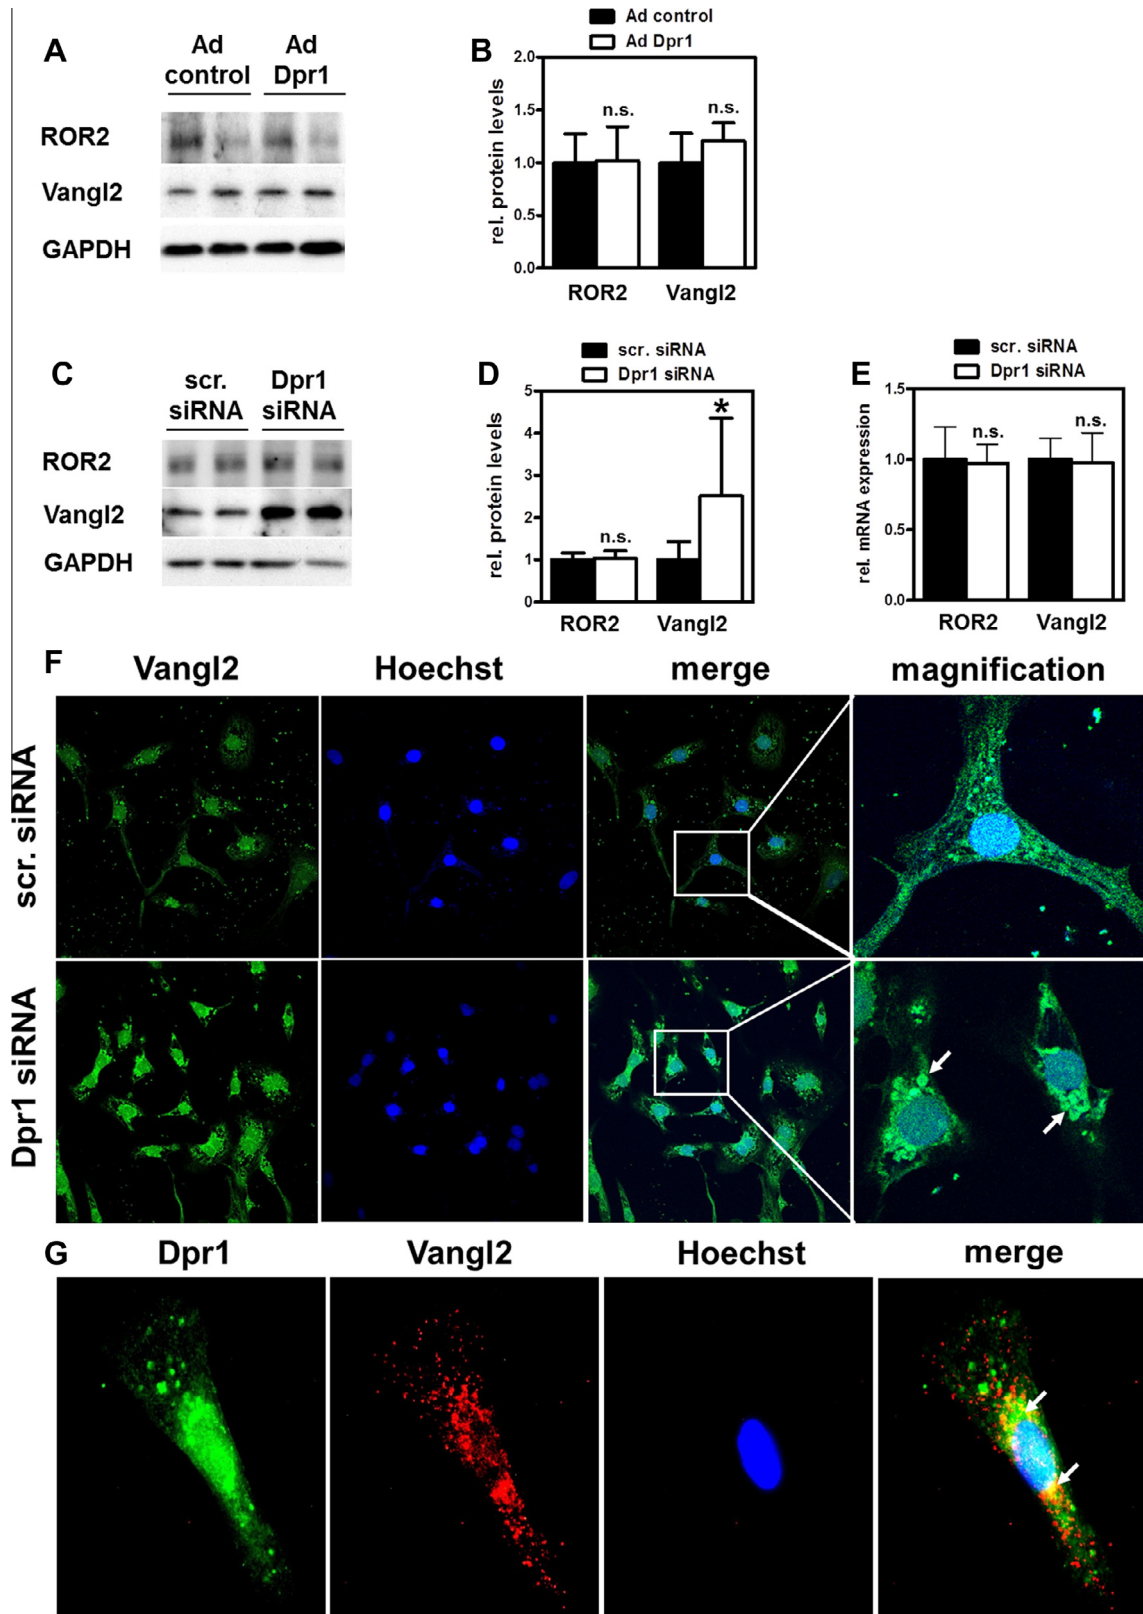 A
Ad control
Ad Dpr1
ROR2
Vangl2
GAPDH
B
Ad control
Ad Dpr1
rel. protein levels
2.0
1.5
1.0
0.5
0.0
n.s.
n.s.
ROR2
Vangl2
C
scr. siRNA
Dpr1 siRNA
ROR2
Vangl2
GAPDH
D
scr. siRNA
Dpr1 siRNA
rel. protein levels
5
4
3
2
1
0
n.s.
*
ROR2
Vangl2
E
scr. siRNA
Dpr1 siRNA
rel. mRNA expression
1.5
1.0
0.5
0.0
n.s.
n.s.
ROR2
Vangl2
F
Vangl2
Hoechst
merge
magnification
scr. siRNA
Dpr1 siRNA
G
Dpr1
Vangl2
Hoechst
merge